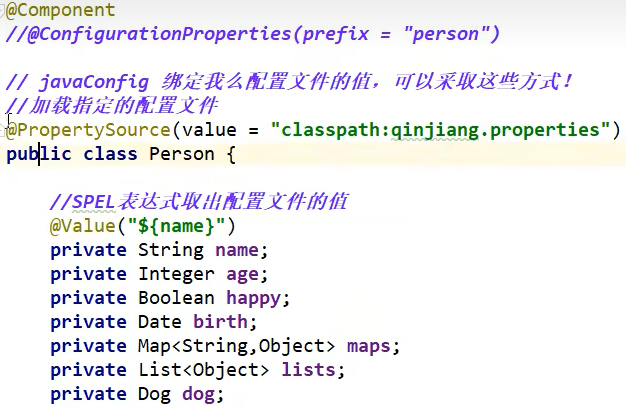 @Component
//@ConfigurationProperties(prefix = "person")
// javaConfig 绑定我么配置文件的值，可以采取这些方式！
//加载指定的配置文件
@PropertySource(value = "classpath:qinjiang.properties")
public class Person {
//SPEL表达式取出配置文件的值
@Value("${name}")
private String name;
private Integer age;
private Boolean happy;
private Date birth;
private Map<String,Object> maps;
private List<Object> lists;
private Dog dog;